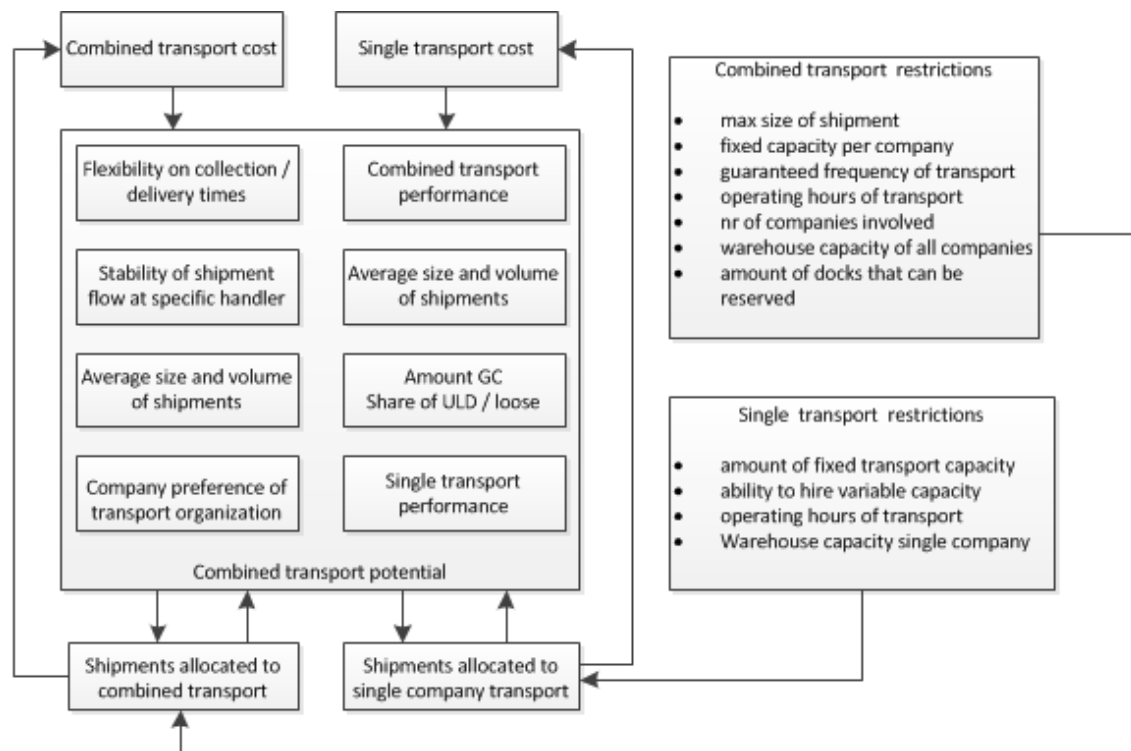 Combined transport cost
Single transport cost
Flexibility on collection /
delivery times
Combined transport
performance
Stability of shipment
flow at specific handler
Average size and volume
of shipments
Average size and volume
of shipments
Amount GC
Share of ULD / loose
Company preference of
transport organization
Single transport
performance
Combined transport potential
Shipments allocated to
combined transport
Shipments allocated to
single company transport
Combined transport restrictions
• max size of shipment
• fixed capacity per company
• guaranteed frequency of transport
• operating hours of transport
• nr of companies involved
• warehouse capacity of all companies
• amount of docks that can be
reserved
Single transport restrictions
• amount of fixed transport capacity
• ability to hire variable capacity
• operating hours of transport
• Warehouse capacity single company